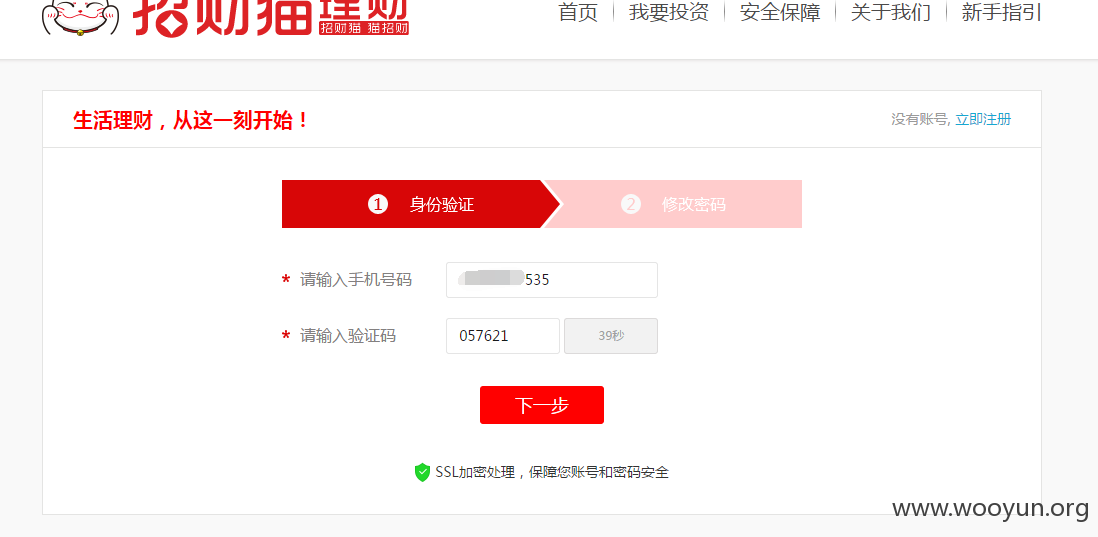 招财猫理财
招财猫 猫招财
首页 我要投资 安全保障 关于我们 新手指引
生活理财，从这一刻开始！
没有账号, 立即注册
1 身份验证 2 修改密码
* 请输入手机号码 535
* 请输入验证码 057621 39秒
下一步
SSL加密处理，保障您账号和密码安全
www.wooyun.org